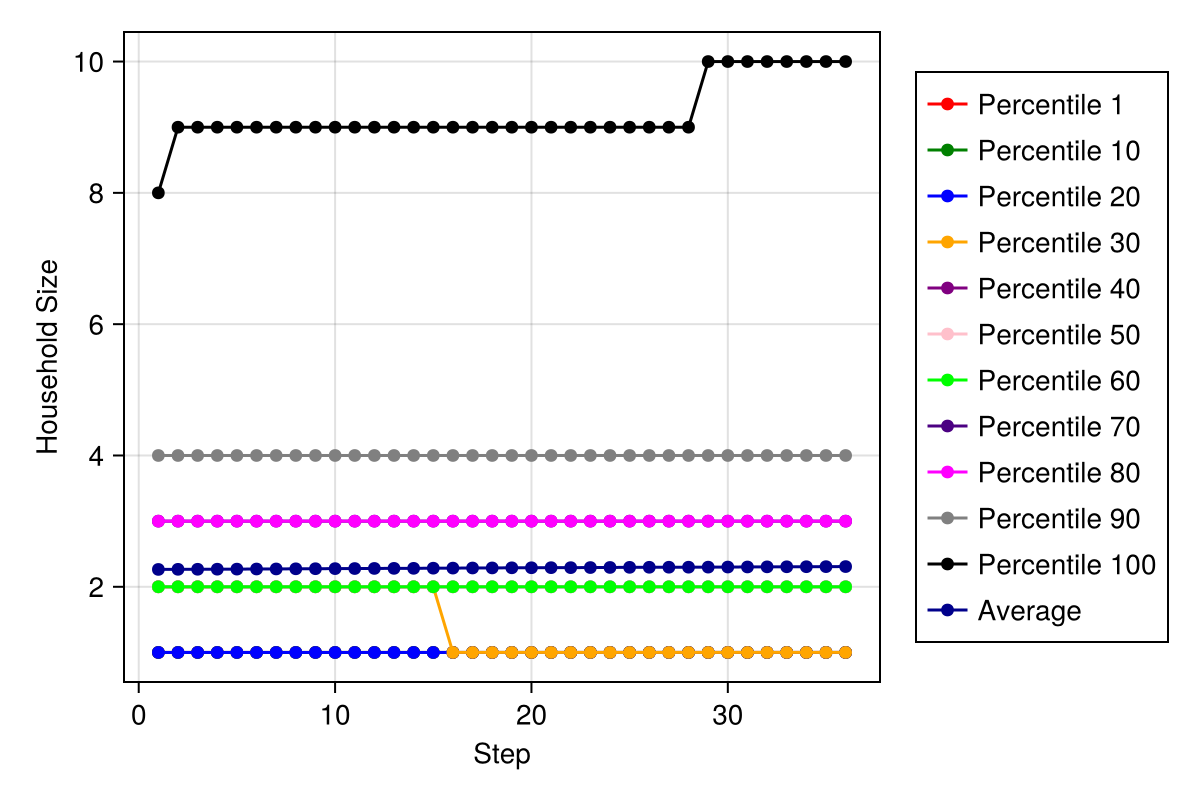 10
8
6
4
2
Household Size
0 10 20 30
Step
Percentile 1
Percentile 10
Percentile 20
Percentile 30
Percentile 40
Percentile 50
Percentile 60
Percentile 70
Percentile 80
Percentile 90
Percentile 100
Average